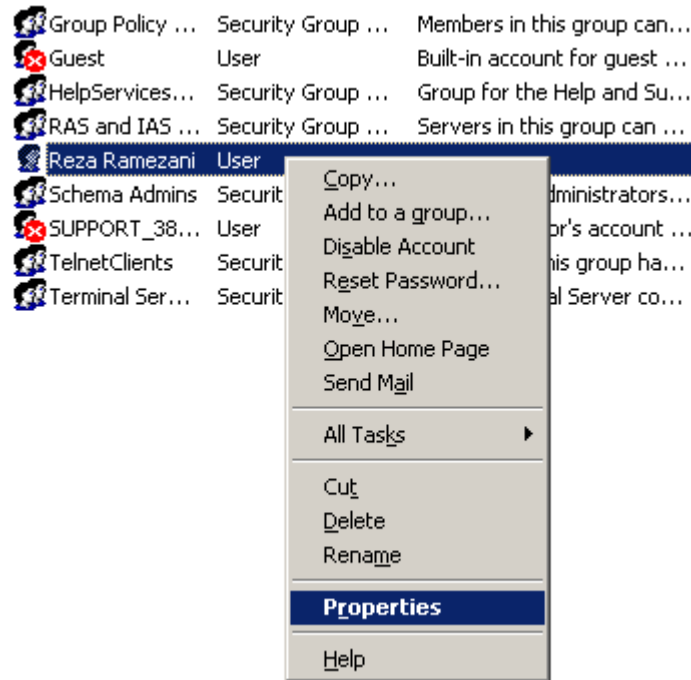 Group Policy ... Security Group ... Members in this group can...
Guest User Built-in account for guest ...
HelpServices... Security Group ... Group for the Help and Su...
RAS and IAS ... Security Group ... Servers in this group can ...
Reza Ramezani User
Schema Admins Securit dministrators...
SUPPORT_38... User or's account ...
TelnetClients Securit his group ha...
Terminal Ser... Securit al Server co...
Copy...
Add to a group...
Disable Account
Reset Password...
Move...
Open Home Page
Send Mail
All Tasks
Cut
Delete
Rename
Properties
Help